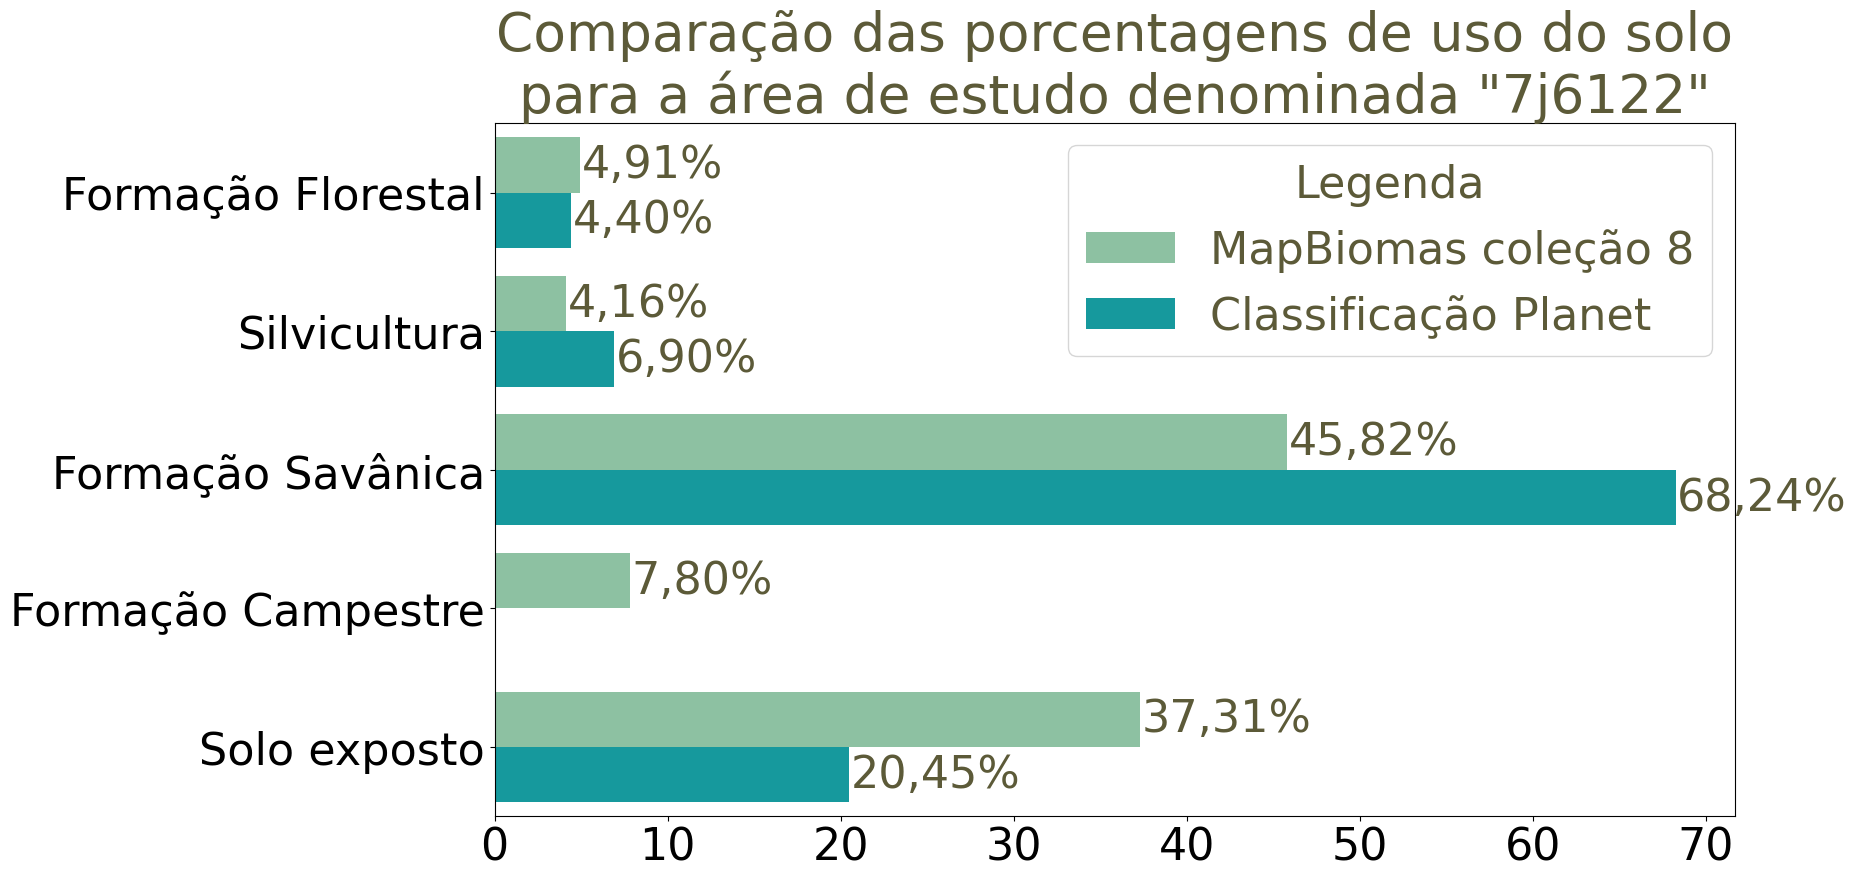 Comparação das porcentagens de uso do solo
para a área de estudo denominada "7j6122"
Legenda
MapBiomas coleção 8
Classificação Planet
Formação Florestal
4,91%
4,40%
Silvicultura
4,16%
6,90%
Formação Savânica
45,82%
68,24%
Formação Campestre
7,80%
Solo exposto
37,31%
20,45%
0 10 20 30 40 50 60 70